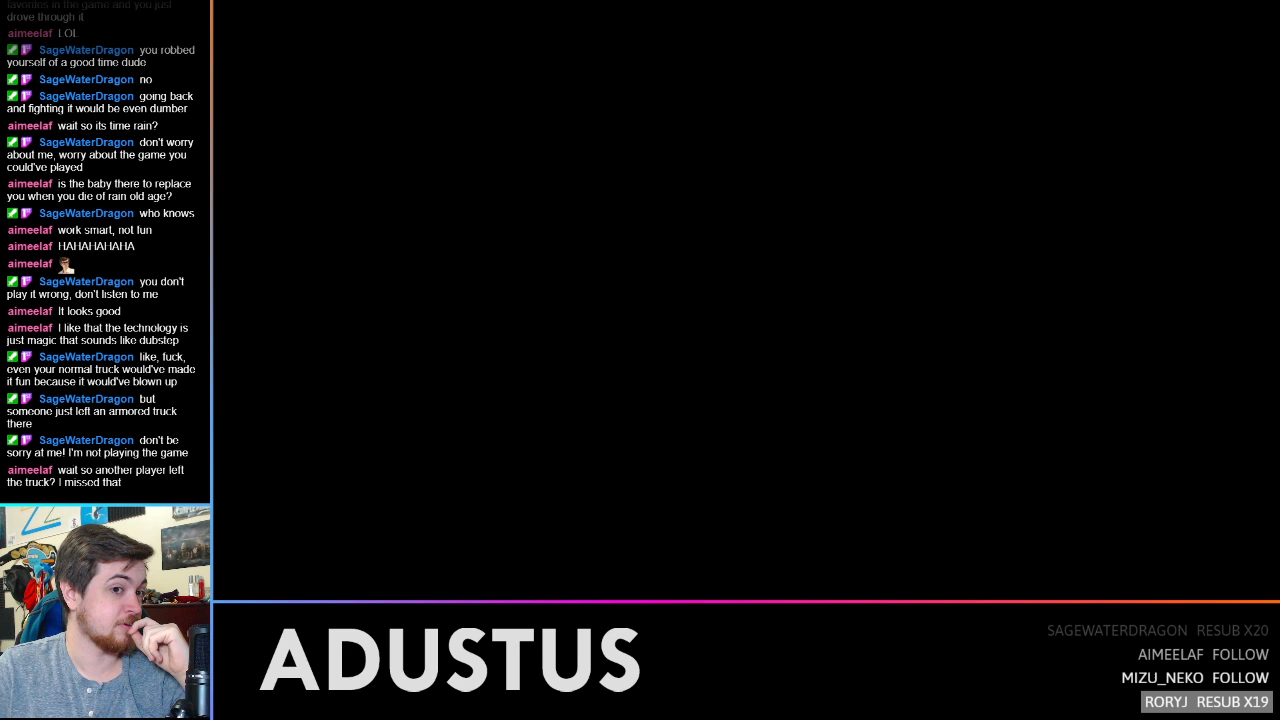 favorites in the game and you just
drove through it
aimeelaf LOL
SageWaterDragon you robbed
yourself of a good time dude
SageWaterDragon no
SageWaterDragon going back
and fighting it would be even dumber
aimeelaf wait so its time rain?
SageWaterDragon don't worry
about me, worry about the game you
could've played
aimeelaf is the baby there to replace
you when you die of rain old age?
SageWaterDragon who knows
aimeelaf work smart, not fun
aimeelaf HAHAHAHAHA
aimeelaf
SageWaterDragon you don't
play it wrong, don't listen to me
aimeelaf It looks good
aimeelaf I like that the technology is
just magic that sounds like dubstep
SageWaterDragon like, fuck,
even your normal truck would've made
it fun because it would've blown up
SageWaterDragon but
someone just left an armored truck
there
SageWaterDragon don't be
sorry at me! I'm not playing the game
aimeelaf wait so another player left
the truck? I missed that
ADUSTUS
SAGEWATERDRAGON RESUB X20
AIMEELAF FOLLOW
MIZU_NEKO FOLLOW
RORYJ RESUB X19